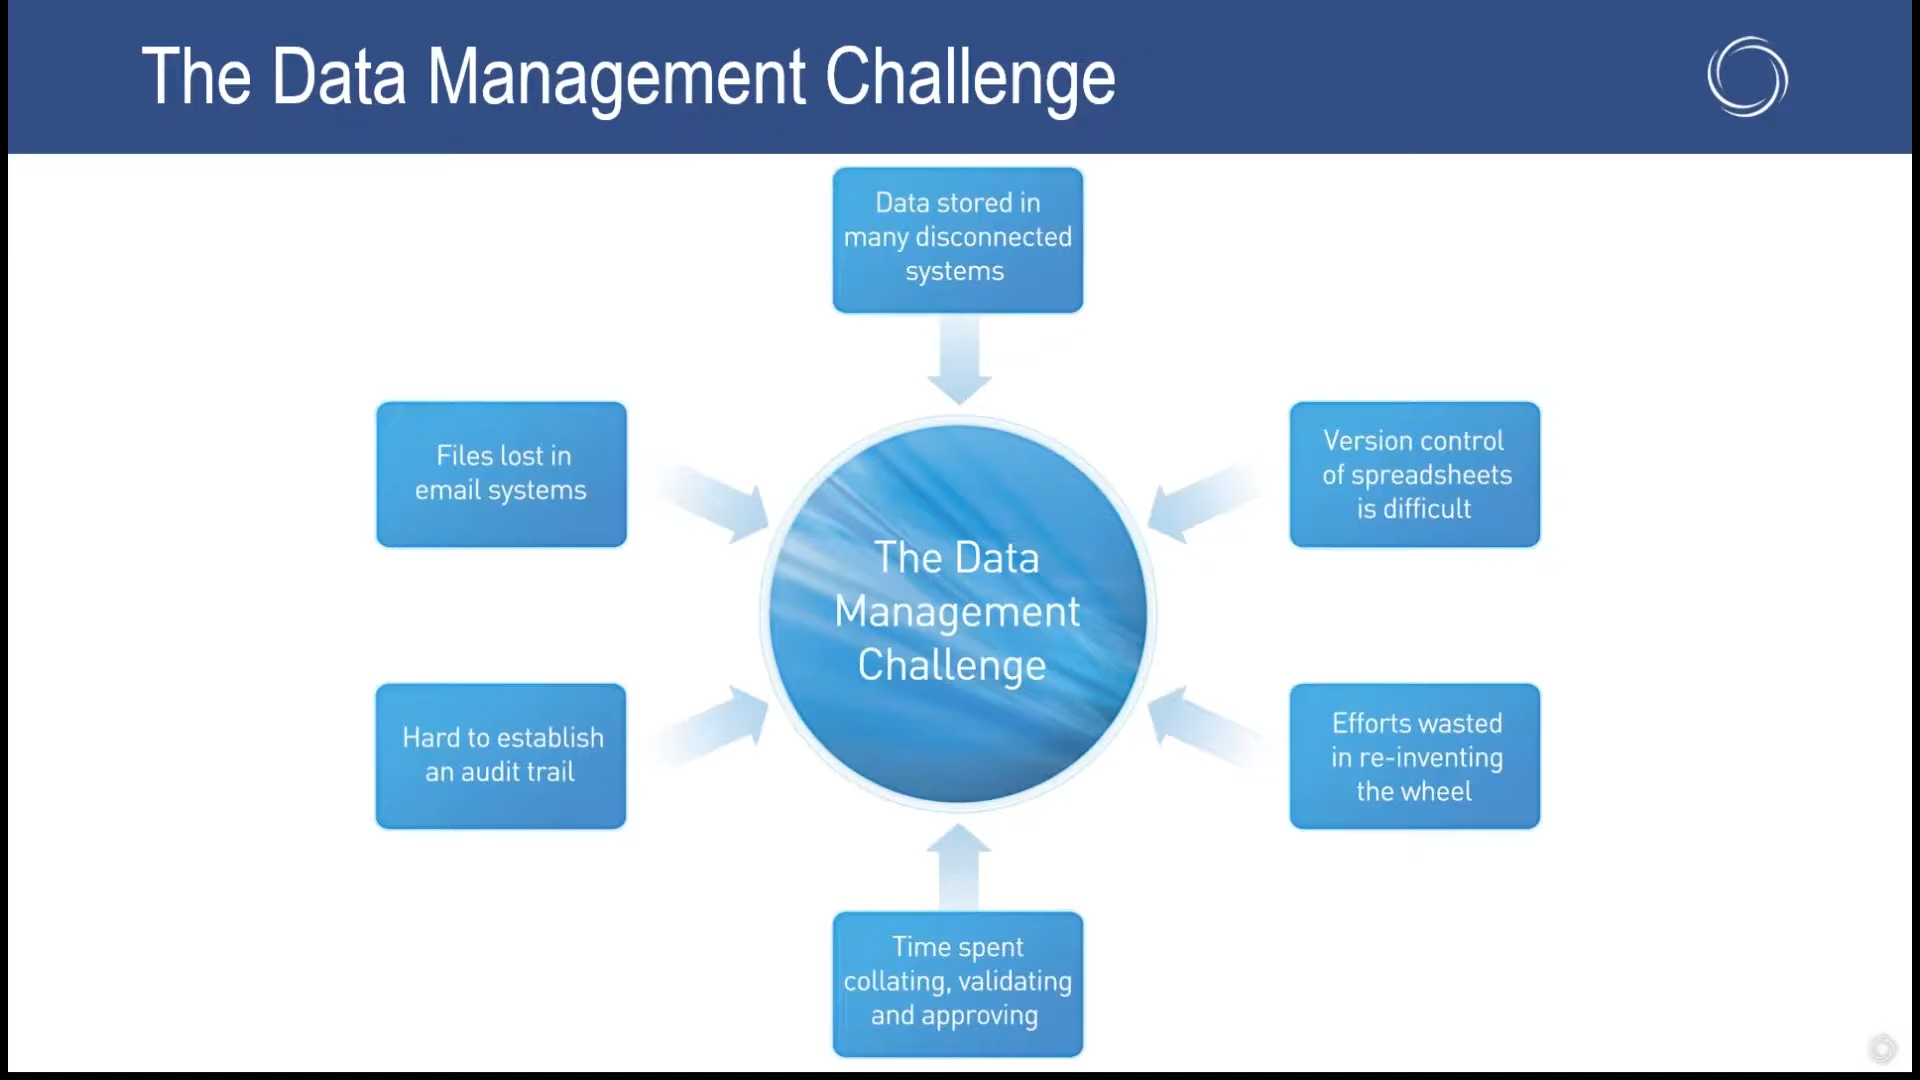 The Data Management Challenge
Data stored in
many disconnected
systems
Files lost in
email systems
Version control
of spreadsheets
is difficult
The Data
Management
Challenge
Hard to establish
an audit trail
Efforts wasted
in re-inventing
the wheel
Time spent
collating, validating
and approving